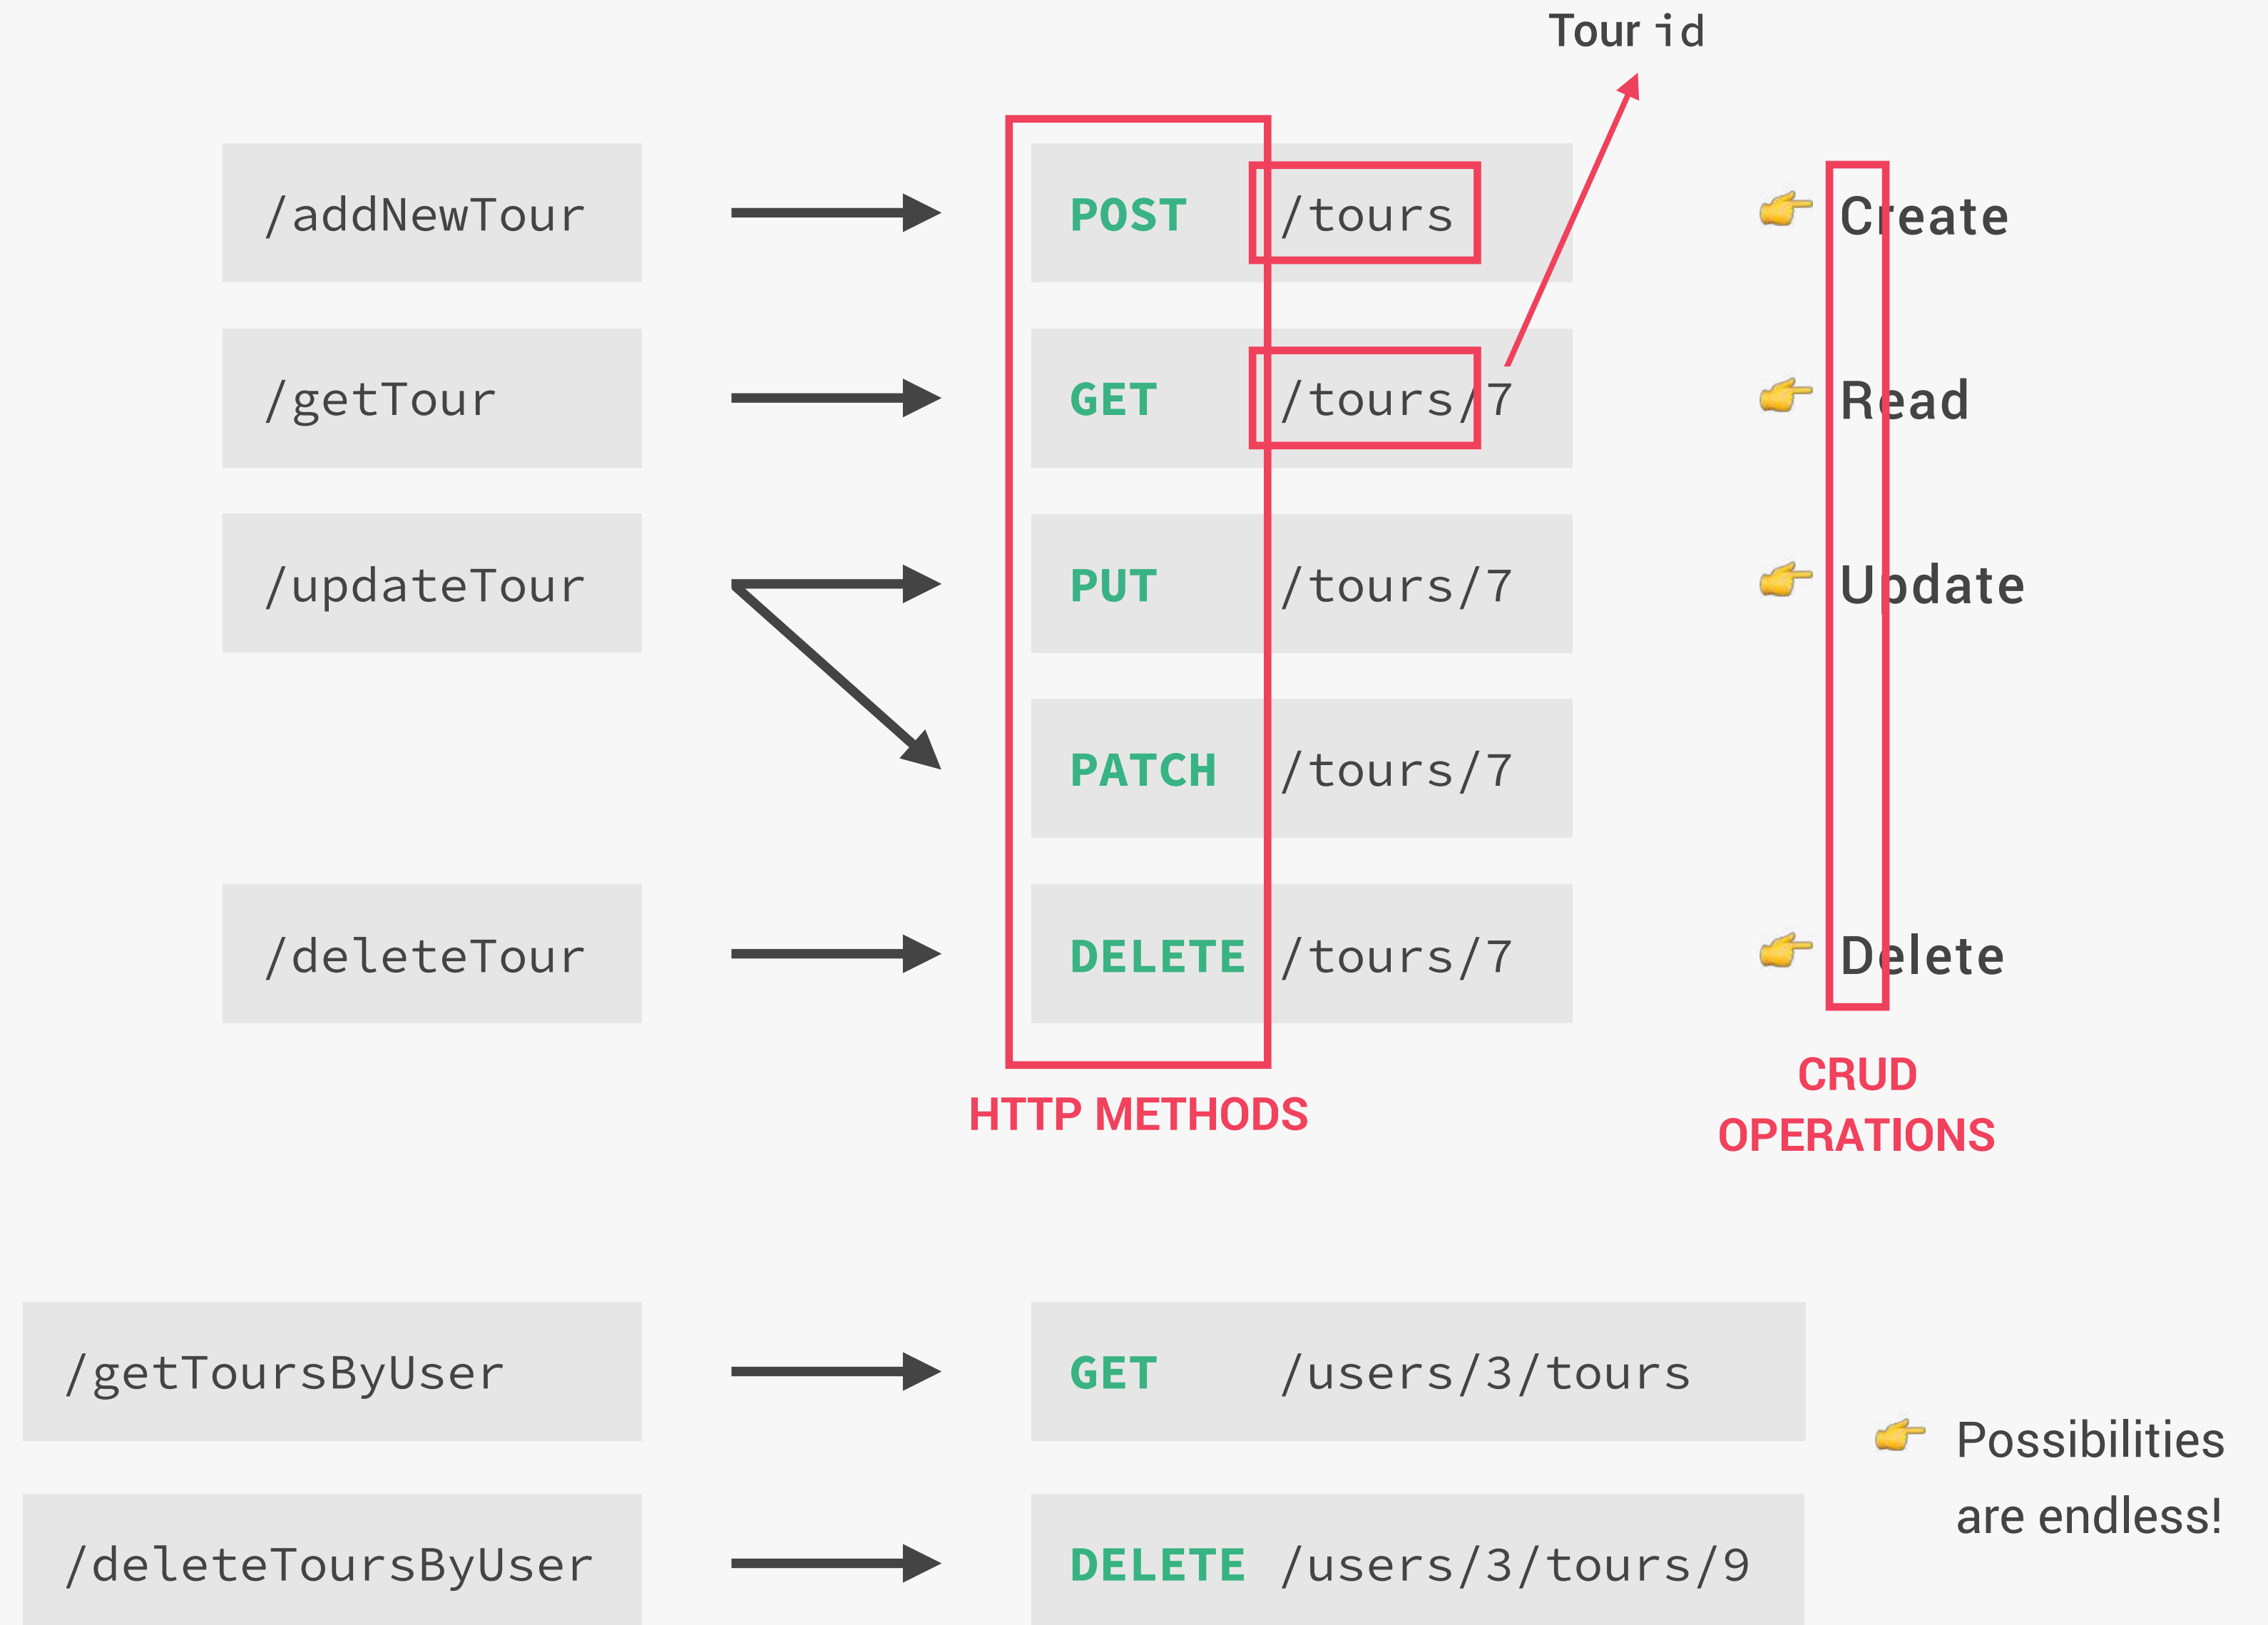 Tour id
/addNewTour POST /tours 👉 Create
/getTour GET /tours/7 👉 Read
/updateTour PUT /tours/7 👉 Update
PATCH /tours/7
/deleteTour DELETE /tours/7 👉 Delete
HTTP METHODS
CRUD
OPERATIONS
/getToursByUser GET /users/3/tours
👉 Possibilities
are endless!
/deleteToursByUser DELETE /users/3/tours/9